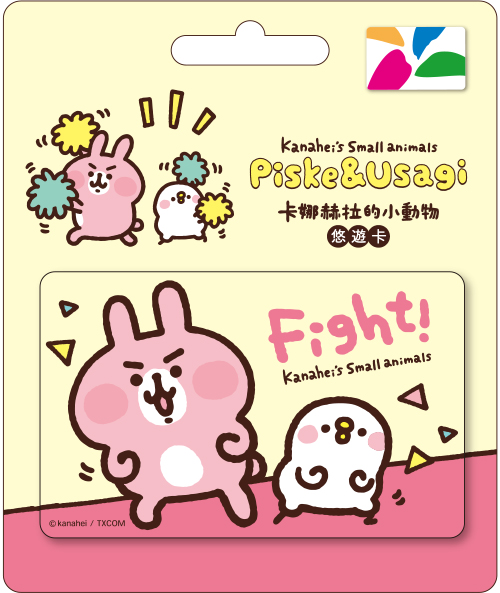 Kanahei's Small animals
Piske&Usagi
卡娜赫拉的小動物
悠遊卡
Fight!
Kanahei's Small animals
©kanahei / TXCOM